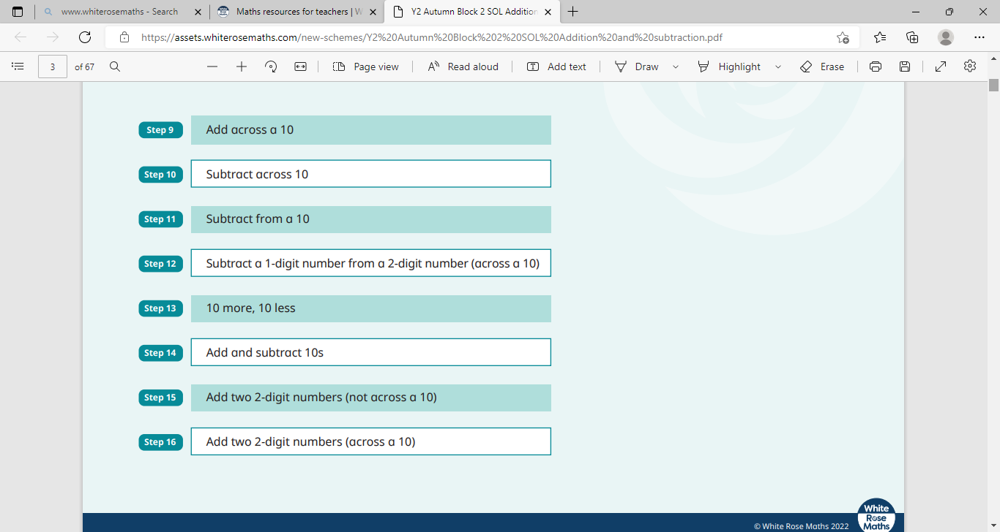 www.whiterosemaths - Search
Maths resources for teachers | W
Y2 Autumn Block 2 SOL Addition
https://assets.whiterosemaths.com/new-schemes/Y2%20Autumn%20Block%202%20SOL%20Addition%20and%20subtraction.pdf
3 of 67 Page view Read aloud Add text Draw Highlight Erase
Step 9 Add across a 10
Step 10 Subtract across 10
Step 11 Subtract from a 10
Step 12 Subtract a 1-digit number from a 2-digit number (across a 10)
Step 13 10 more, 10 less
Step 14 Add and subtract 10s
Step 15 Add two 2-digit numbers (not across a 10)
Step 16 Add two 2-digit numbers (across a 10)
© White Rose Maths 2022
White
Rose
Maths